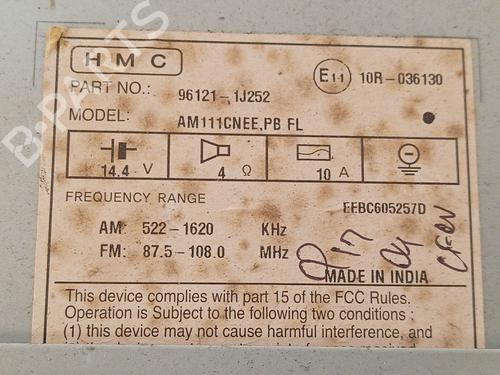 HMC
E11 10R-036130
PART NO.: 96121-1J252
MODEL: AM111CNEE,PB FL
14.4 V 4 Ω 10 A
FREQUENCY RANGE EEBC605257D
AM: 522-1620 KHz
FM: 87.5-108.0 MHz
MADE IN INDIA
This device complies with part 15 of the FCC Rules.
Operation is Subject to the following two conditions :
(1) this device may not cause harmful interference, and
B-PARTS